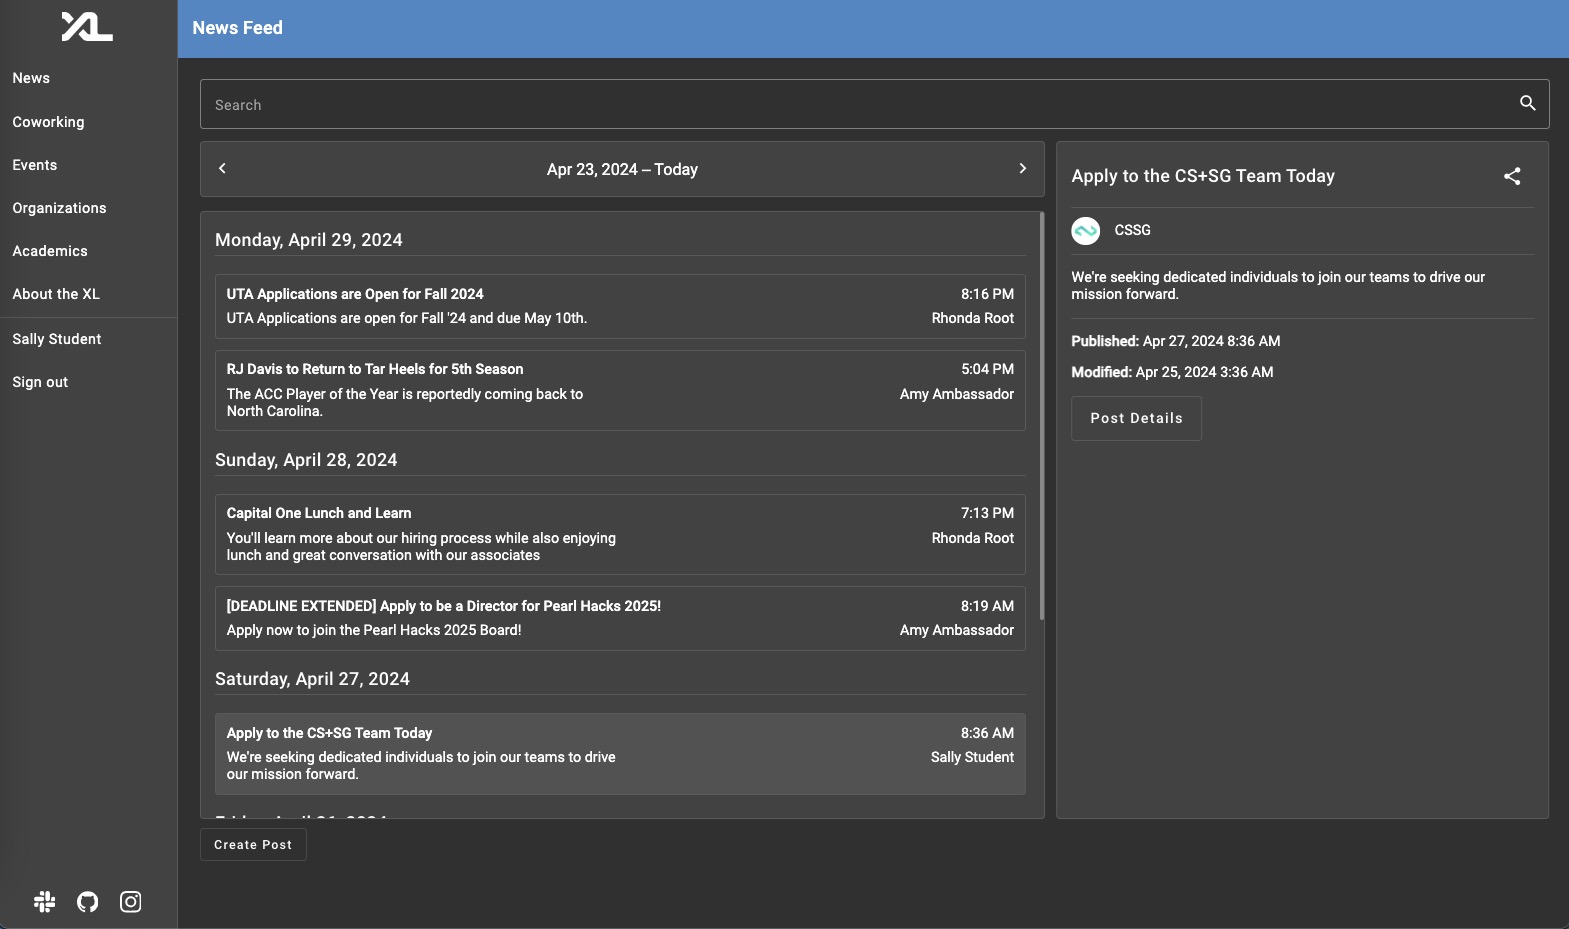 XL
News Feed
News
Coworking
Events
Organizations
Academics
About the XL
Sally Student
Sign out
Search
Apr 23, 2024 – Today
Monday, April 29, 2024
UTA Applications are Open for Fall 2024 8:16 PM
UTA Applications are open for Fall '24 and due May 10th. Rhonda Root
RJ Davis to Return to Tar Heels for 5th Season 5:04 PM
The ACC Player of the Year is reportedly coming back to Amy Ambassador
North Carolina.
Sunday, April 28, 2024
Capital One Lunch and Learn 7:13 PM
You'll learn more about our hiring process while also enjoying Rhonda Root
lunch and great conversation with our associates
[DEADLINE EXTENDED] Apply to be a Director for Pearl Hacks 2025! 8:19 AM
Apply now to join the Pearl Hacks 2025 Board! Amy Ambassador
Saturday, April 27, 2024
Apply to the CS+SG Team Today 8:36 AM
We're seeking dedicated individuals to join our teams to drive Sally Student
our mission forward.
Create Post
Apply to the CS+SG Team Today
CSSG
We're seeking dedicated individuals to join our teams to drive our
mission forward.
Published: Apr 27, 2024 8:36 AM
Modified: Apr 25, 2024 3:36 AM
Post Details